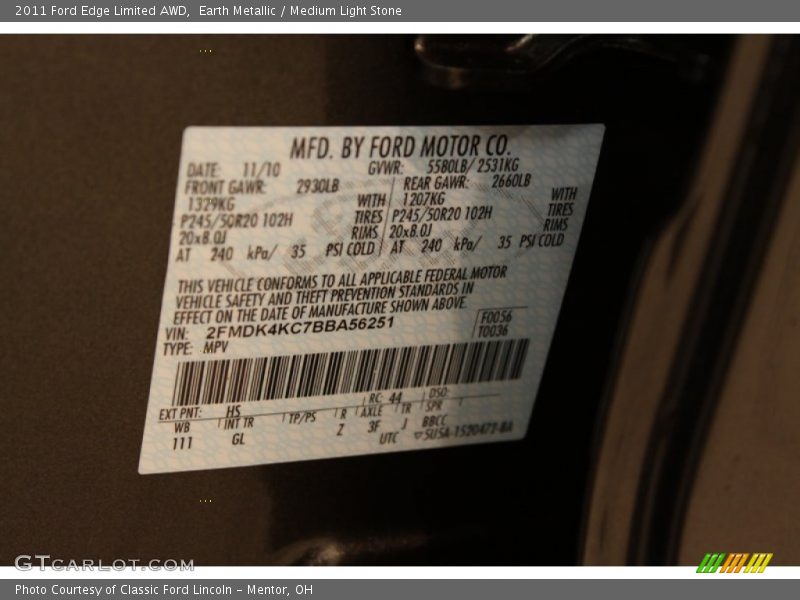 2011 Ford Edge Limited AWD, Earth Metallic / Medium Light Stone
MFD. BY FORD MOTOR CO.
DATE: 11/10 GVWR: 5580LB/ 2531KG
FRONT GAWR: 2930LB REAR GAWR: 2660LB
1329KG WITH 1207KG WITH
P245/50R20 102H TIRES P245/50R20 102H TIRES
20x8.0J RIMS 20x8.0J RIMS
AT 240 kPa/ 35 PSI COLD AT 240 kPa/ 35 PSI COLD
THIS VEHICLE CONFORMS TO ALL APPLICABLE FEDERAL MOTOR
VEHICLE SAFETY AND THEFT PREVENTION STANDARDS IN
EFFECT ON THE DATE OF MANUFACTURE SHOWN ABOVE.
VIN: 2FMDK4KC7BBA56251 F0056
TYPE: MPV T0036
EXT PNT: HS RC: 44 DSO:
WB INT TR TP/PS R AXLE TR SPR
111 GL Z 3F J BBCC
UTC
GTCARLOT.COM
Photo Courtesy of Classic Ford Lincoln - Mentor, OH